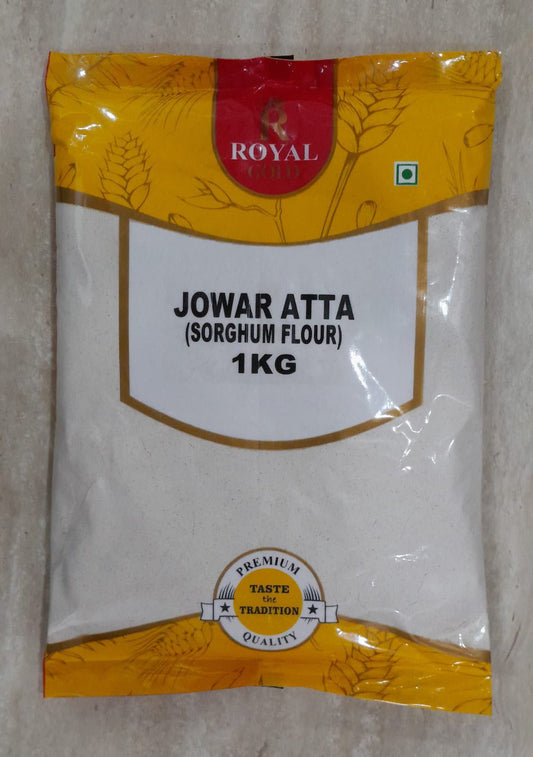 R
ROYAL
GOLD
JOWAR ATTA
(SORGHUM FLOUR)
1KG
PREMIUM
TASTE
the
TRADITION
QUALITY